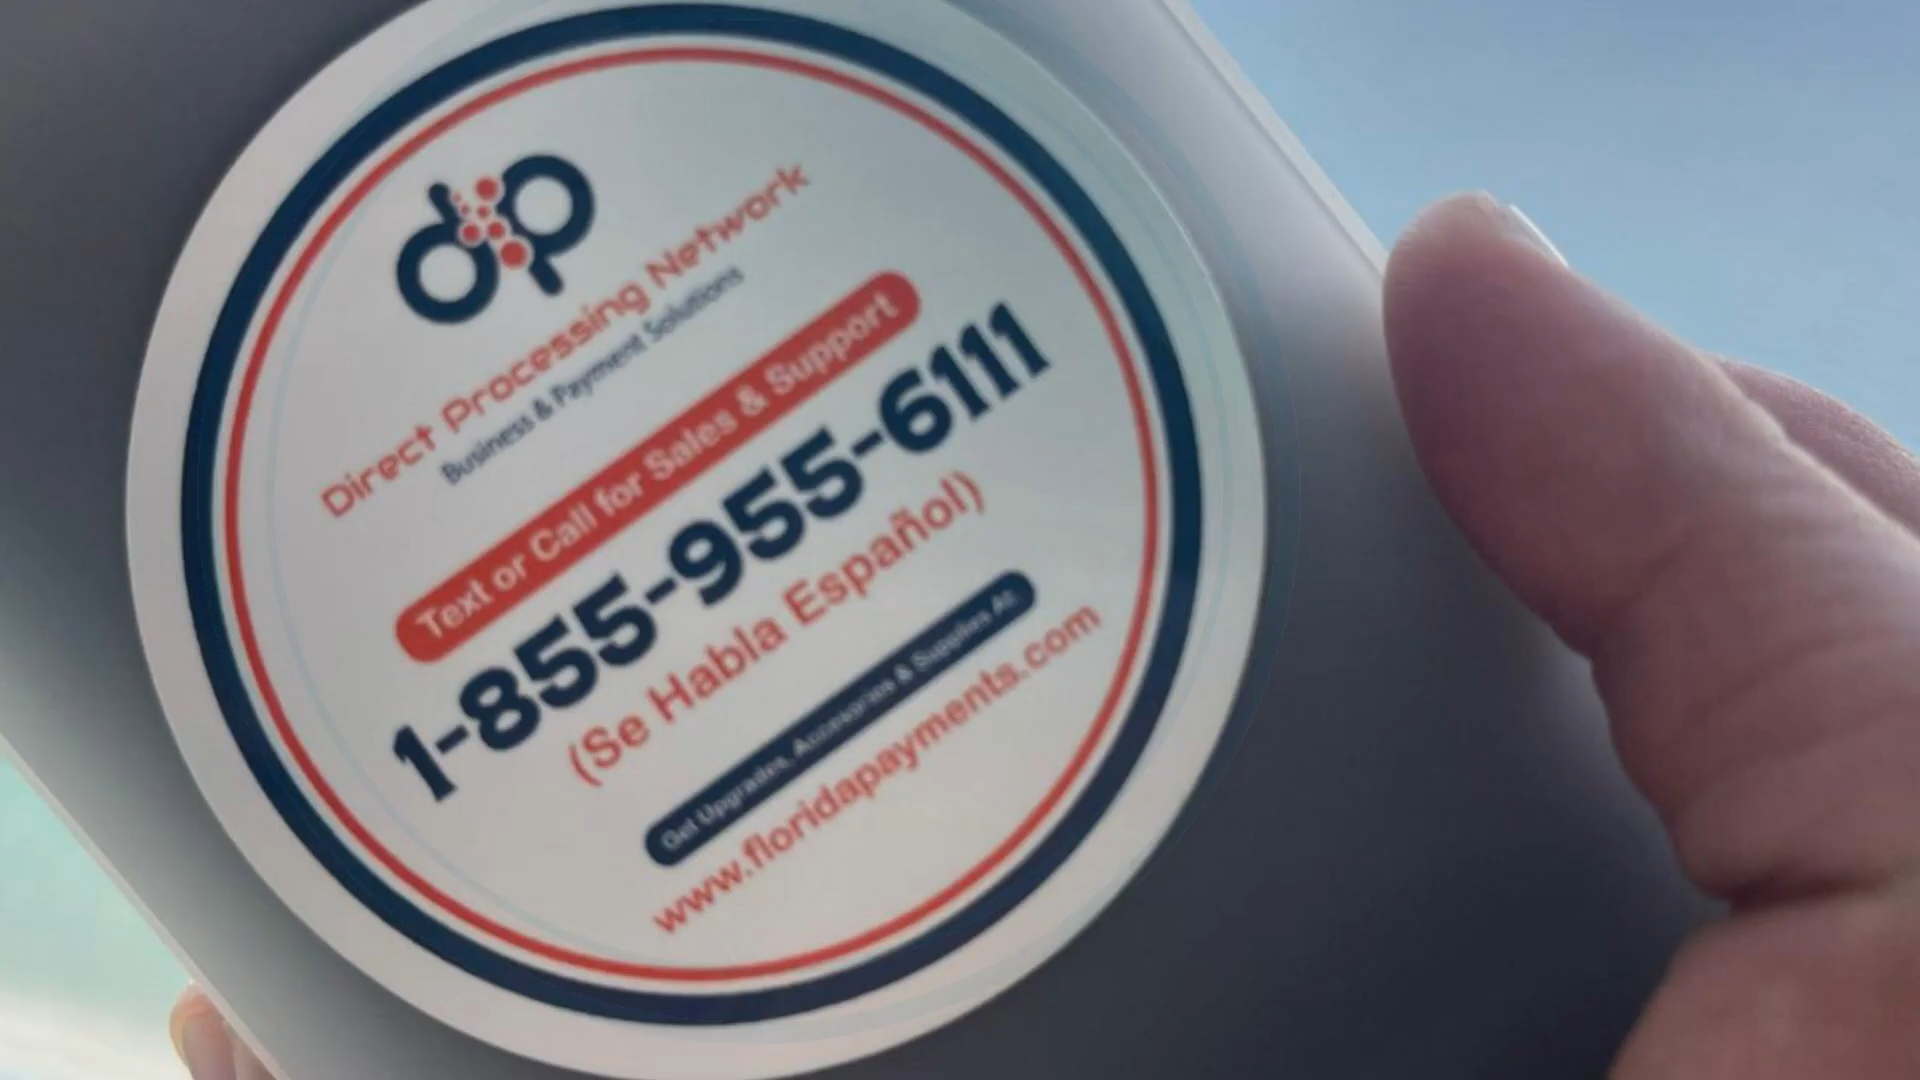 dp
Direct Processing Network
Business & Payment Solutions
Text or Call for Sales & Support
1-855-955-6111
(Se Habla Español)
Get Upgrades, Accessories & Supplies At:
www.floridapayments.com